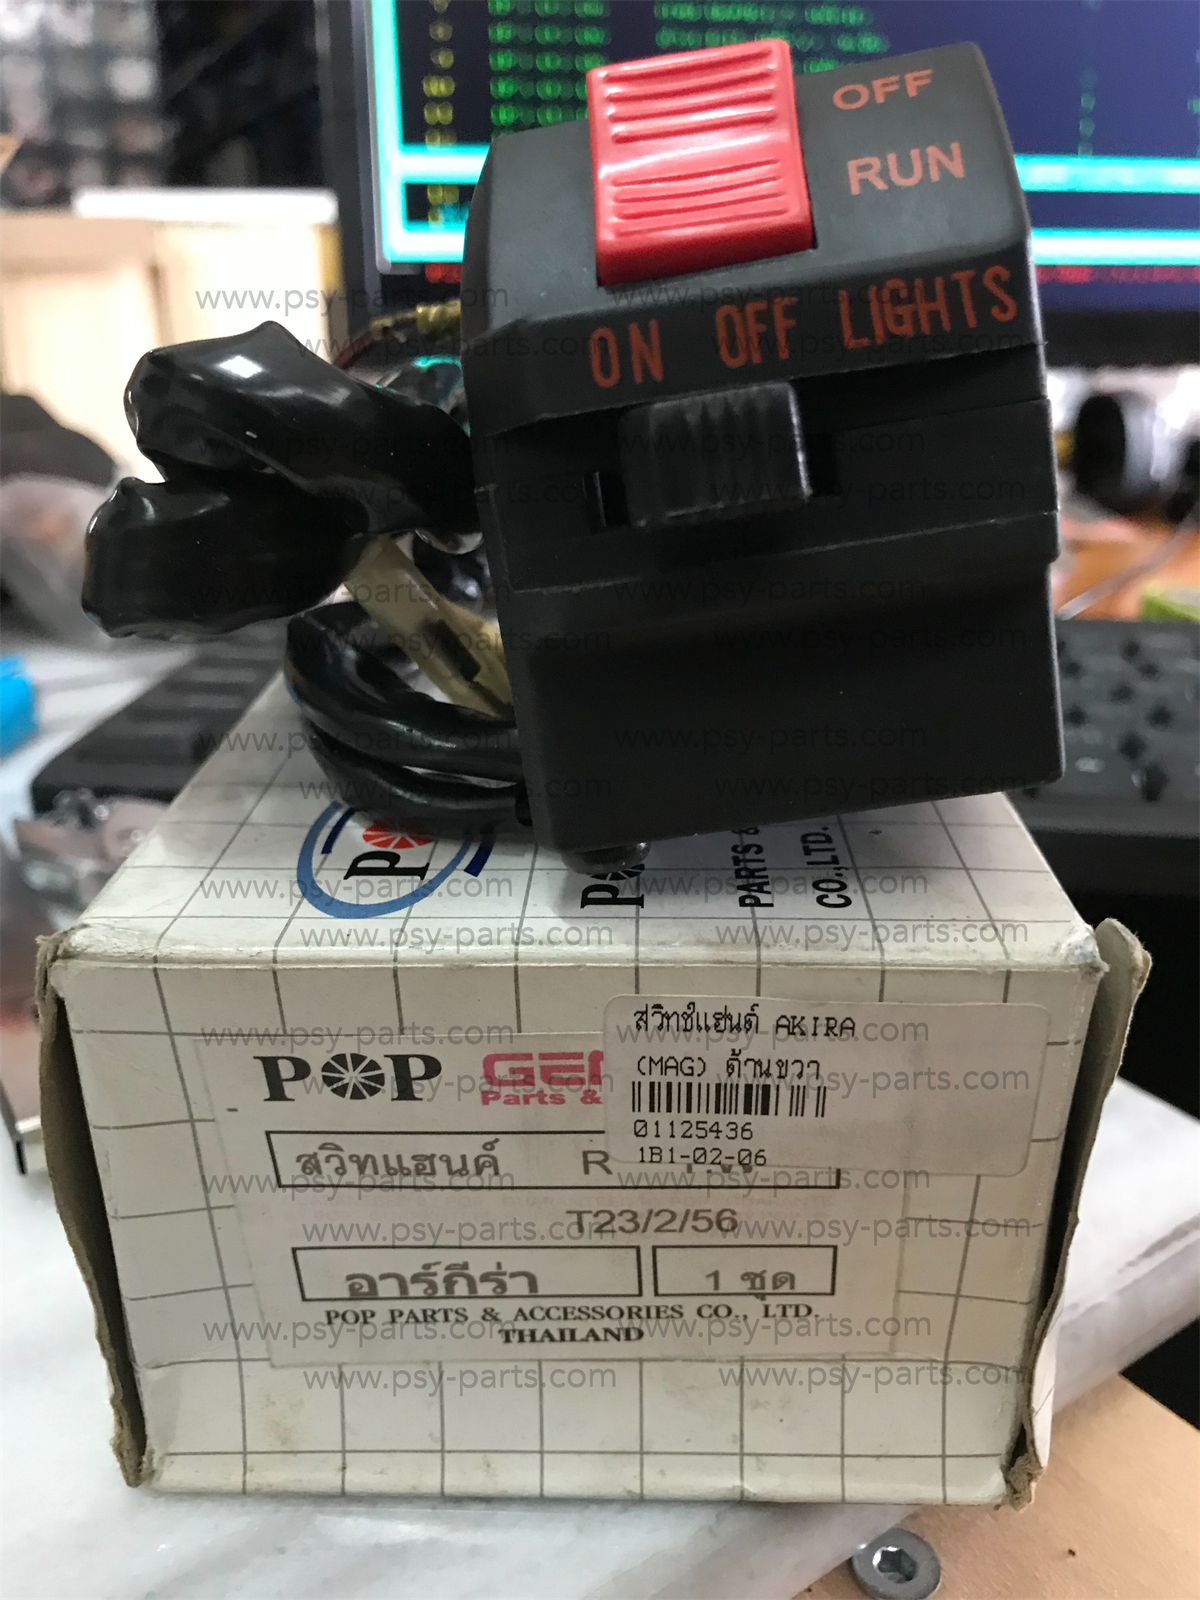 OFF
RUN
ON OFF LIGHTS
www.psy-parts.com
POP
PARTS &
CO.,LTD.
สวิทช์แฮนด์ AKIRA
(MAG) ด้านขวา
01125436
1B1-02-06
POP GEN
Parts &
สวิทแฮนค์ R
T23/2/56
อาร์กีร่า
1 ชุด
POP PARTS & ACCESSORIES CO., LTD.
THAILAND